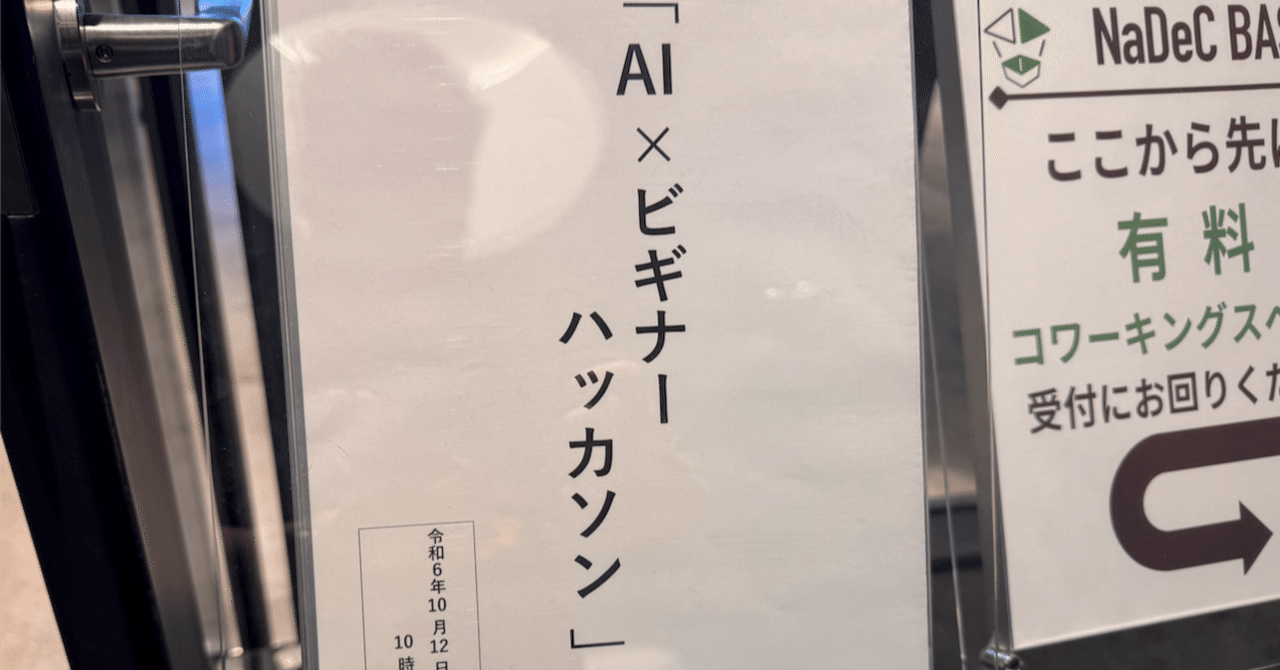 「AI×ビギナー
ハッカソン」
令和6年10月12日
10時
NaDeC BAS
ここから先に
有料
コワーキングスペ
受付にお回りくだ